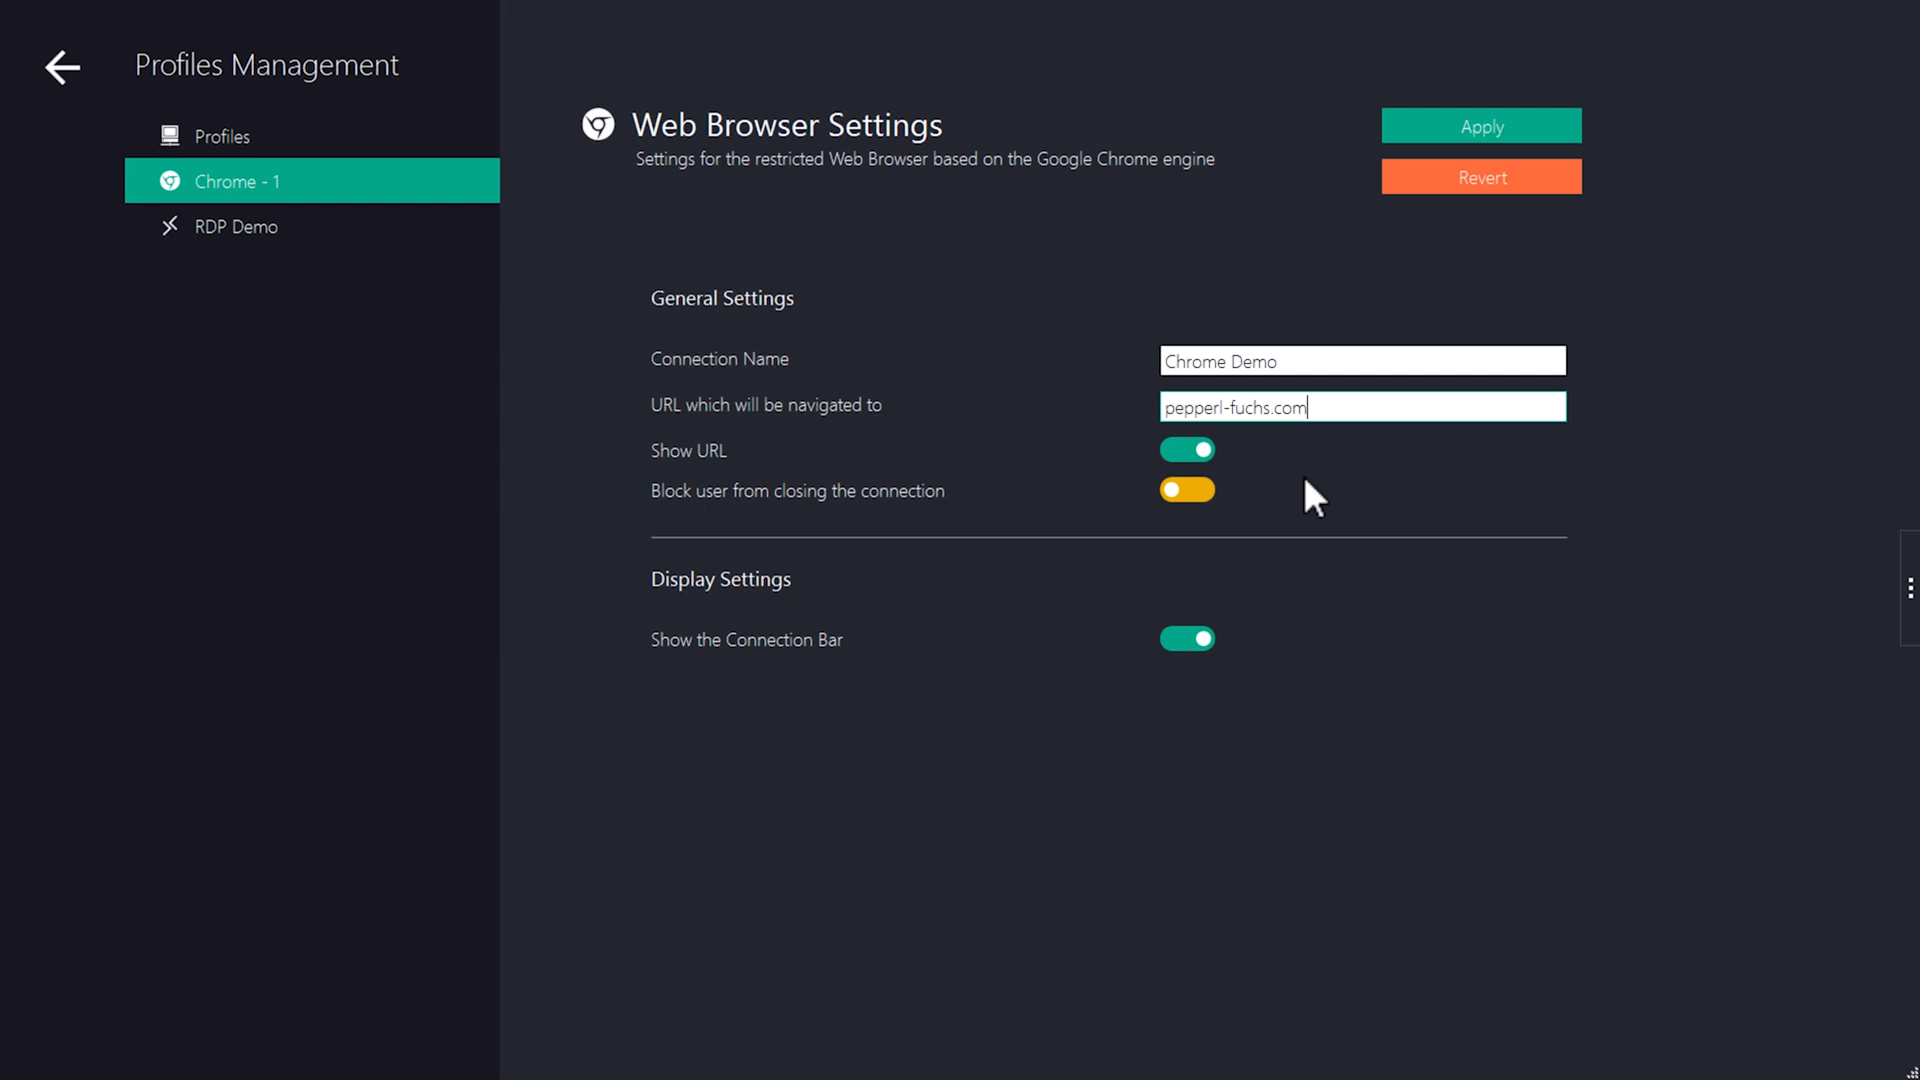 Profiles Management
Profiles
Chrome - 1
RDP Demo
Web Browser Settings
Settings for the restricted Web Browser based on the Google Chrome engine
Apply
Revert
General Settings
Connection Name
Chrome Demo
URL which will be navigated to
pepperl-fuchs.com
Show URL
Block user from closing the connection
Display Settings
Show the Connection Bar